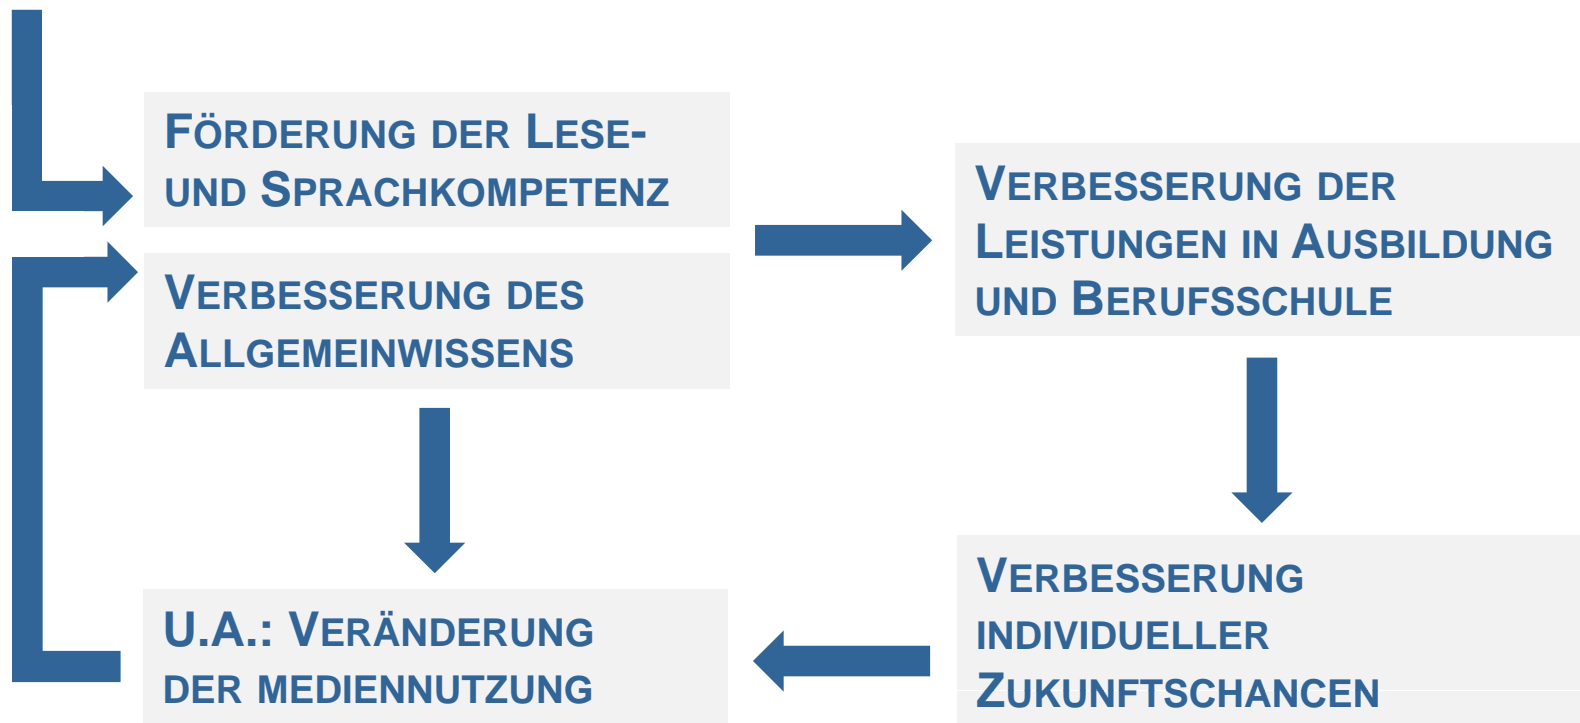 FÖRDERUNG DER LESE-
UND SPRACHKOMPETENZ
VERBESSERUNG DES
ALLGEMEINWISSENS
VERBESSERUNG DER
LEISTUNGEN IN AUSBILDUNG
UND BERUFSSCHULE
U.A.: VERÄNDERUNG
DER MEDIENNUTZUNG
VERBESSERUNG
INDIVIDUELLER
ZUKUNFTSCHANCEN